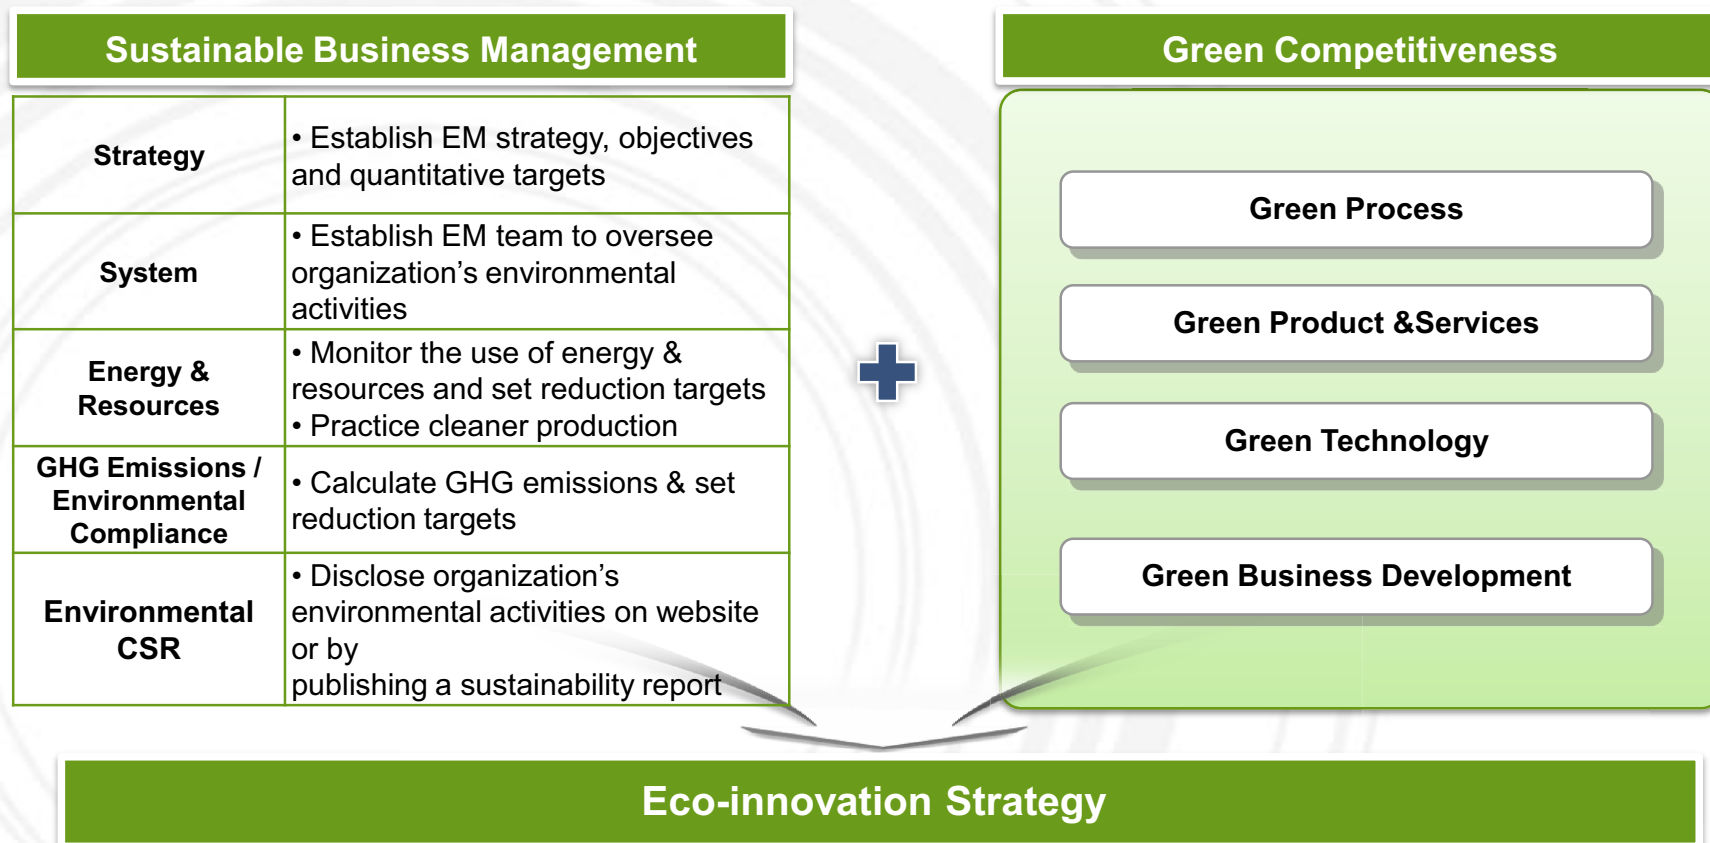 Sustainable Business Management
Strategy
• Establish EM strategy, objectives
and quantitative targets
System
• Establish EM team to oversee
organization’s environmental
activities
Energy &
Resources
• Monitor the use of energy &
resources and set reduction targets
• Practice cleaner production
GHG Emissions /
Environmental
Compliance
• Calculate GHG emissions & set
reduction targets
Environmental
CSR
• Disclose organization’s
environmental activities on website
or by
publishing a sustainability report
Green Competitiveness
Green Process
Green Product &Services
Green Technology
Green Business Development
Eco-innovation Strategy